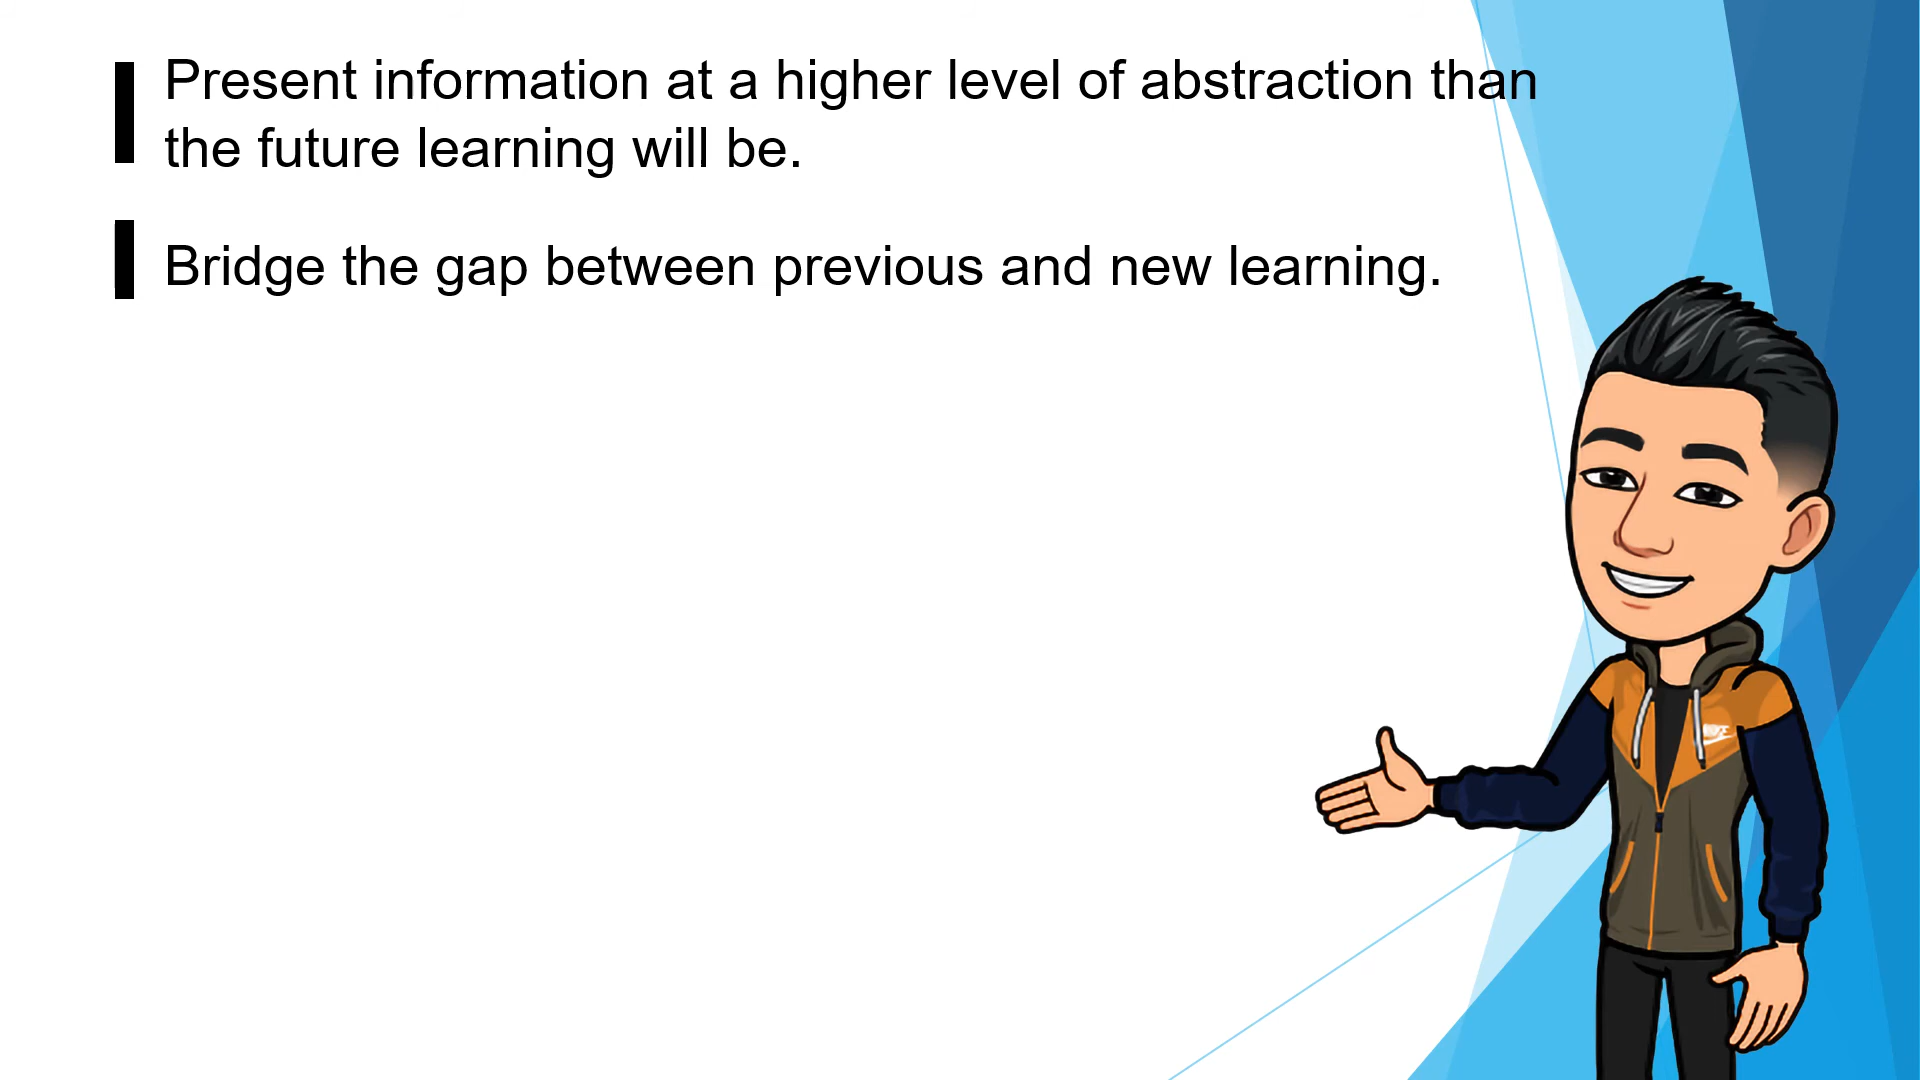 Present information at a higher level of abstraction than
the future learning will be.
Bridge the gap between previous and new learning.